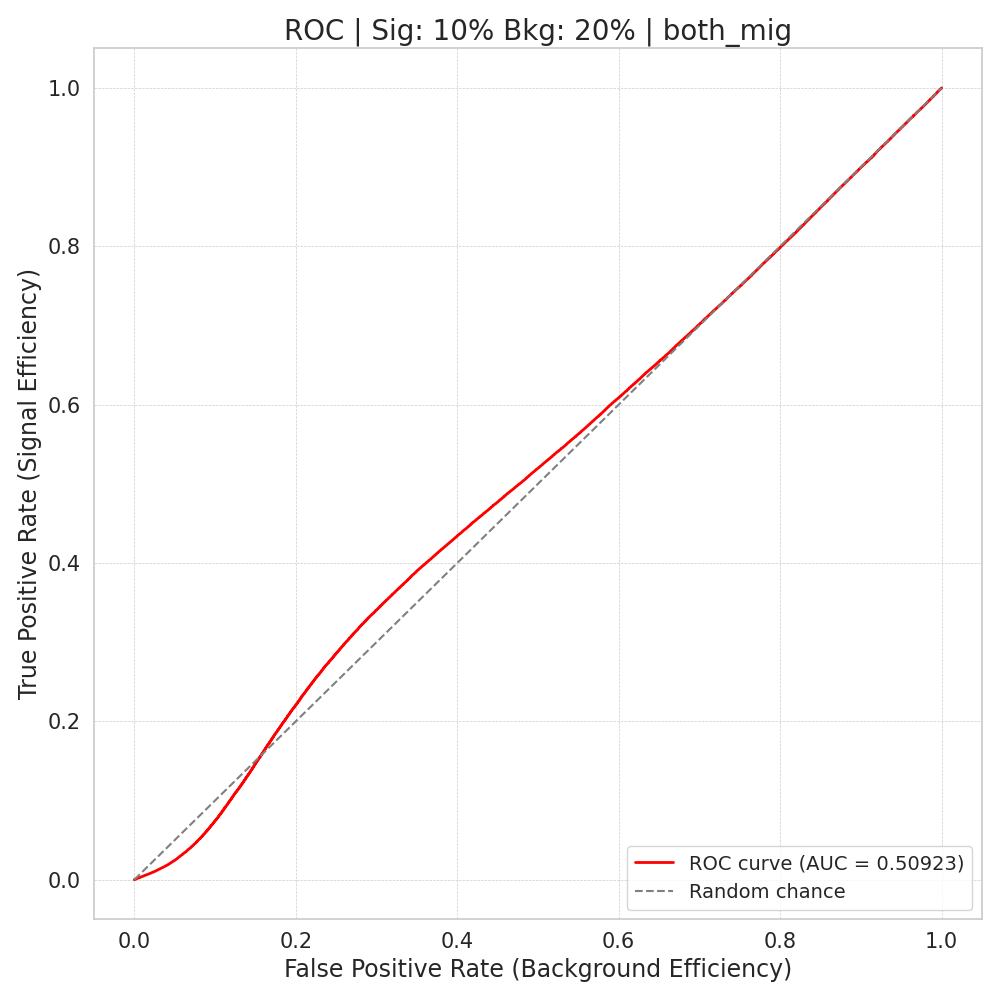 ROC | Sig: 10% Bkg: 20% | both_mig
True Positive Rate (Signal Efficiency)
1.0
0.8
0.6
0.4
0.2
0.0
ROC curve (AUC = 0.50923)
Random chance
0.0 0.2 0.4 0.6 0.8 1.0
False Positive Rate (Background Efficiency)